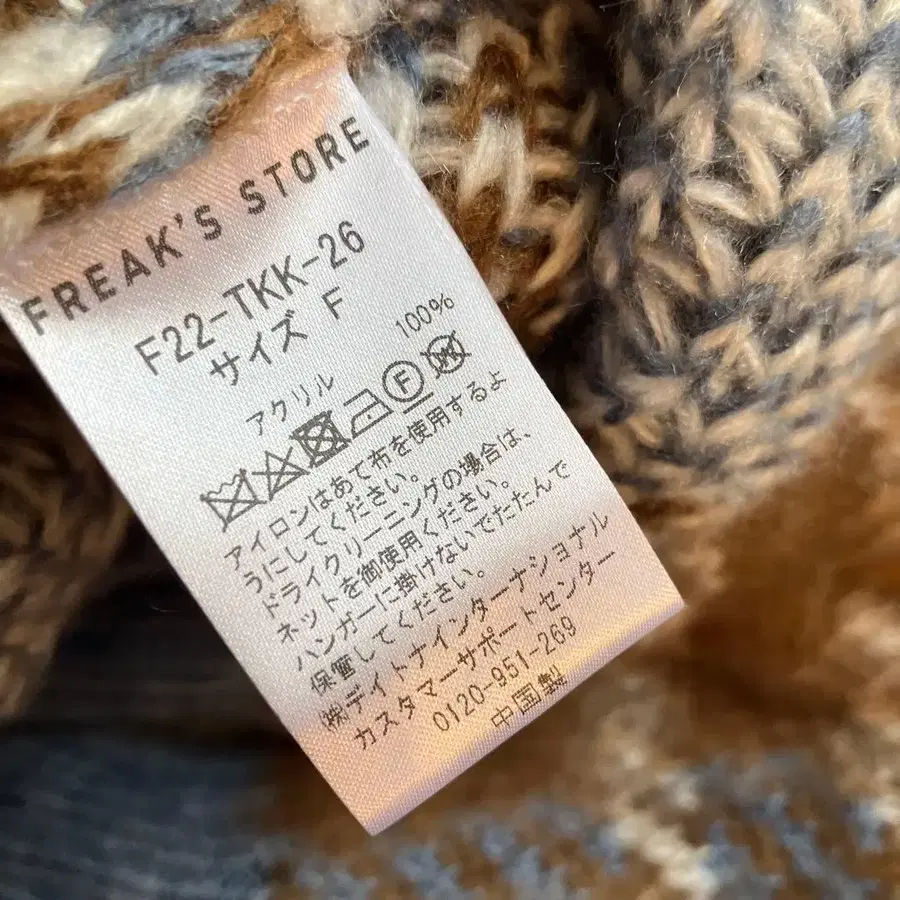 FREAK'S STORE
F22-TKK-26
サイズ F
アクリル 100%
F
アイロンはあて布を使用するよ
うにしてください。
ドライクリーニングの場合は、
ネットを御使用ください。
ハンガーに掛けないでたたんで
保管してください。
㈱デイトナインターナショナル
カスタマーサポートセンター
0120-951-269
中国製